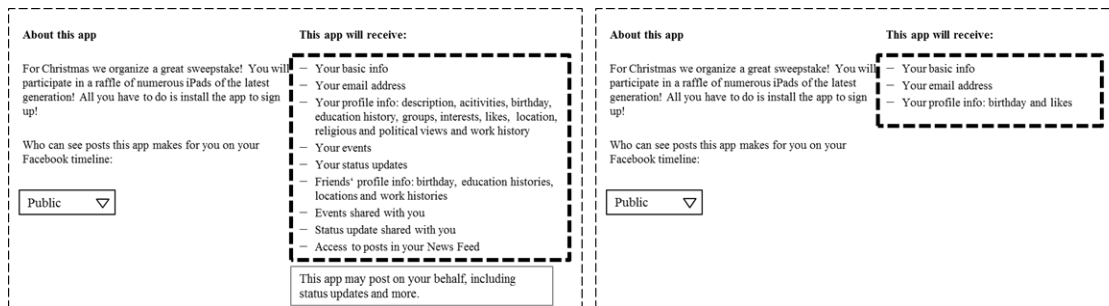 About this app
For Christmas we organize a great sweepstake! You will
participate in a raffle of numerous iPads of the latest
generation! All you have to do is install the app to sign
up!
Who can see posts this app makes for you on your
Facebook timeline:
Public
This app will receive:
– Your basic info
– Your email address
– Your profile info: description, acitivities, birthday,
education history, groups, interests, likes, location,
religious and political views and work history
– Your events
– Your status updates
– Friends‘ profile info: birthday, education histories,
locations and work histories
– Events shared with you
– Status update shared with you
– Access to posts in your News Feed
This app may post on your behalf, including
status updates and more.
About this app
For Christmas we organize a great sweepstake! You will
participate in a raffle of numerous iPads of the latest
generation! All you have to do is install the app to sign
up!
Who can see posts this app makes for you on your
Facebook timeline:
Public
This app will receive:
– Your basic info
– Your email address
– Your profile info: birthday and likes